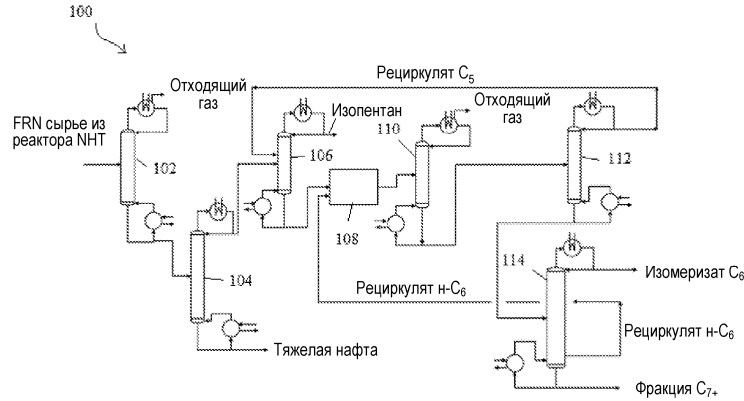 100
Рециркулят C5
Отходящий
газ
Изопентан
Отходящий
газ
FRN сырье из
реактора NHT
102
106
110
112
108
104
114
Рециркулят н-C6
Изомеризат C6
Рециркулят н-C6
Тяжелая нафта
Фракция C7+